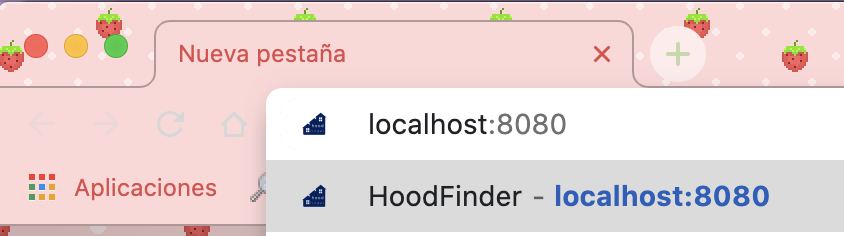 Nueva pestaña
localhost:8080
Aplicaciones
HoodFinder - localhost:8080